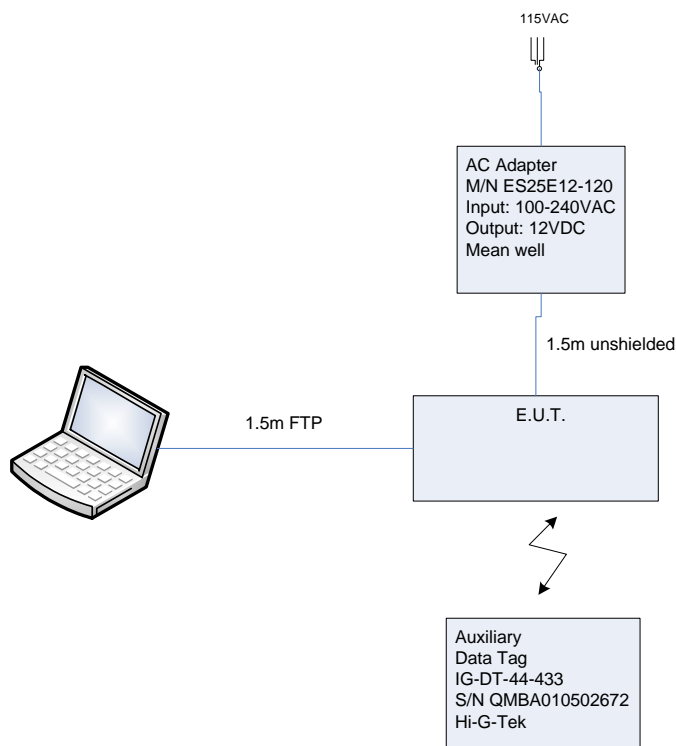 115VAC
AC Adapter
M/N ES25E12-120
Input: 100-240VAC
Output: 12VDC
Mean well
1.5m unshielded
E.U.T.
1.5m FTP
Auxiliary
Data Tag
IG-DT-44-433
S/N QMBA010502672
Hi-G-Tek